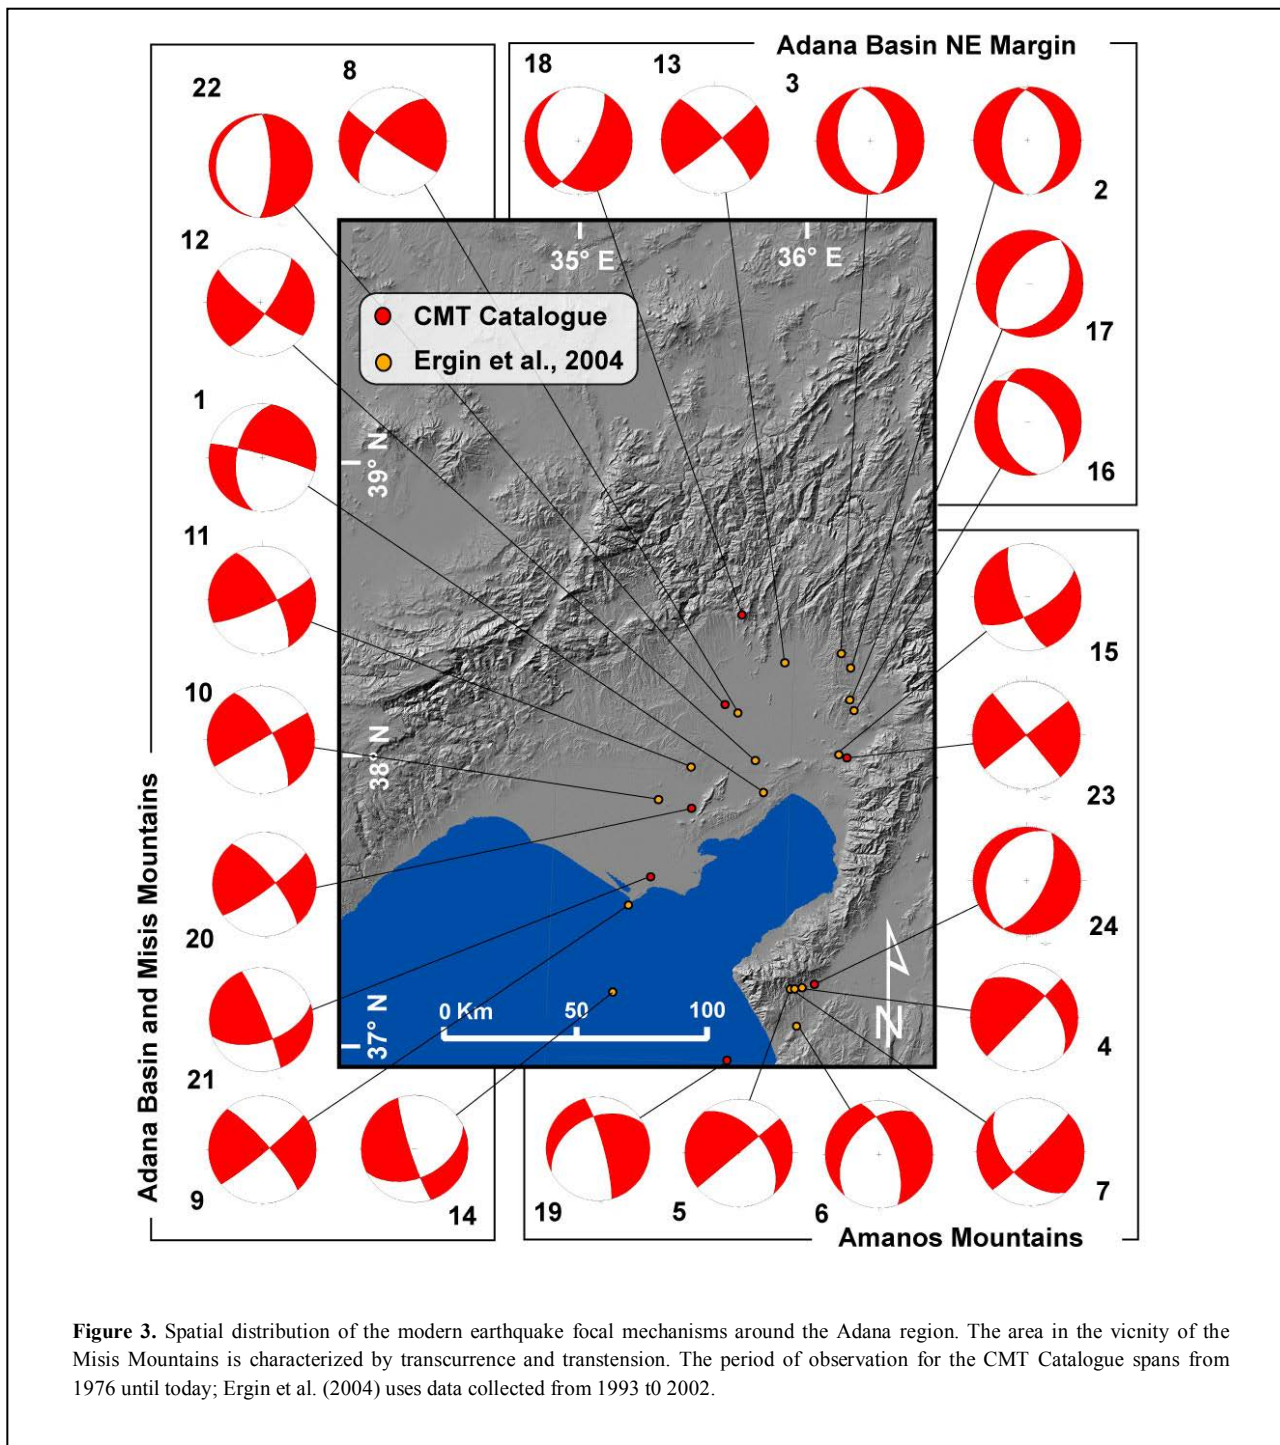 Adana Basin NE Margin
22
8
18
13
3
2
12
17
1
16
11
15
10
23
20
24
21
4
9
14
19
5
6
7
35° E
36° E
CMT Catalogue
Ergin et al., 2004
39° N
38° N
37° N
0 Km
50
100
N
Adana Basin and Misis Mountains
Amanos Mountains
Figure 3. Spatial distribution of the modern earthquake focal mechanisms around the Adana region. The area in the vicnity of the
Misis Mountains is characterized by transcurrence and transtension. The period of observation for the CMT Catalogue spans from
1976 until today; Ergin et al. (2004) uses data collected from 1993 t0 2002.